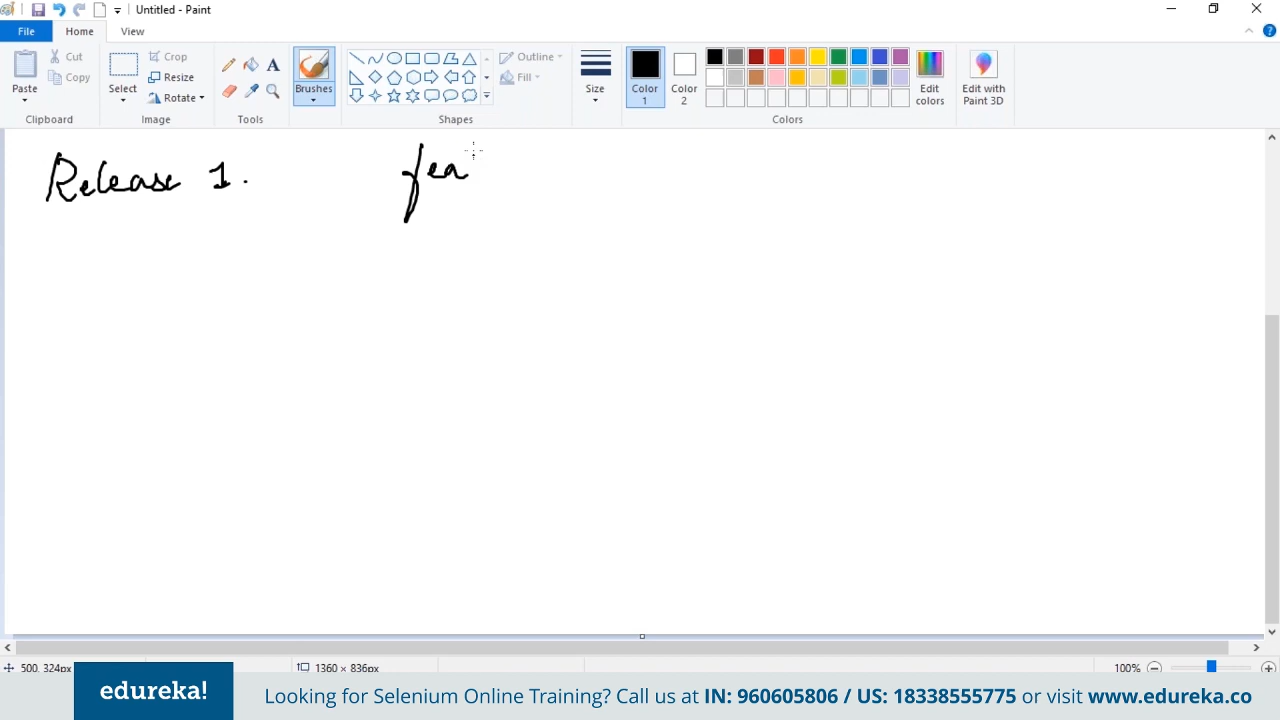 Untitled - Paint
File Home View
Paste Cut Copy Clipboard
Select Crop Resize Rotate Image
Tools
Brushes
Outline Fill Shapes
Size
Color 1 Color 2 Edit colors Colors
Edit with Paint 3D
Release 1. fea
500, 324px 1360 × 836px 100%
edureka! Looking for Selenium Online Training? Call us at IN: 960605806 / US: 18338555775 or visit www.edureka.co